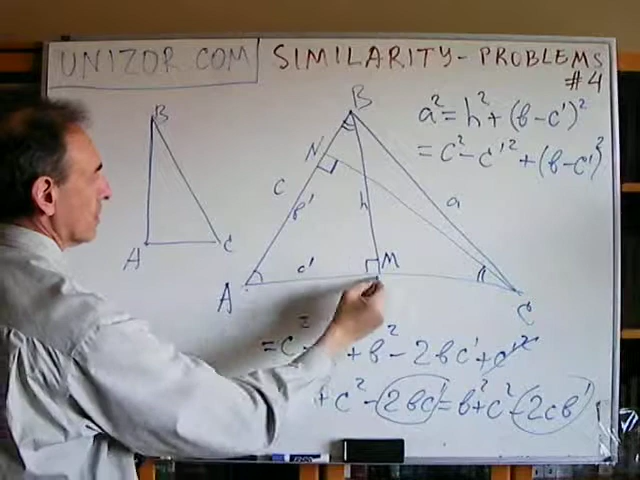 UNIZOR.COM SIMILARITY - PROBLEMS
#4
B
A
C
B
N
C
b'
h
a
c'
M
A
C
a² = h² + (b-c')²
= c² - c'² + (b-c')²
= c² + b² - 2bc' + c'²
+ c² - 2bc' = b² + c² - 2cb'